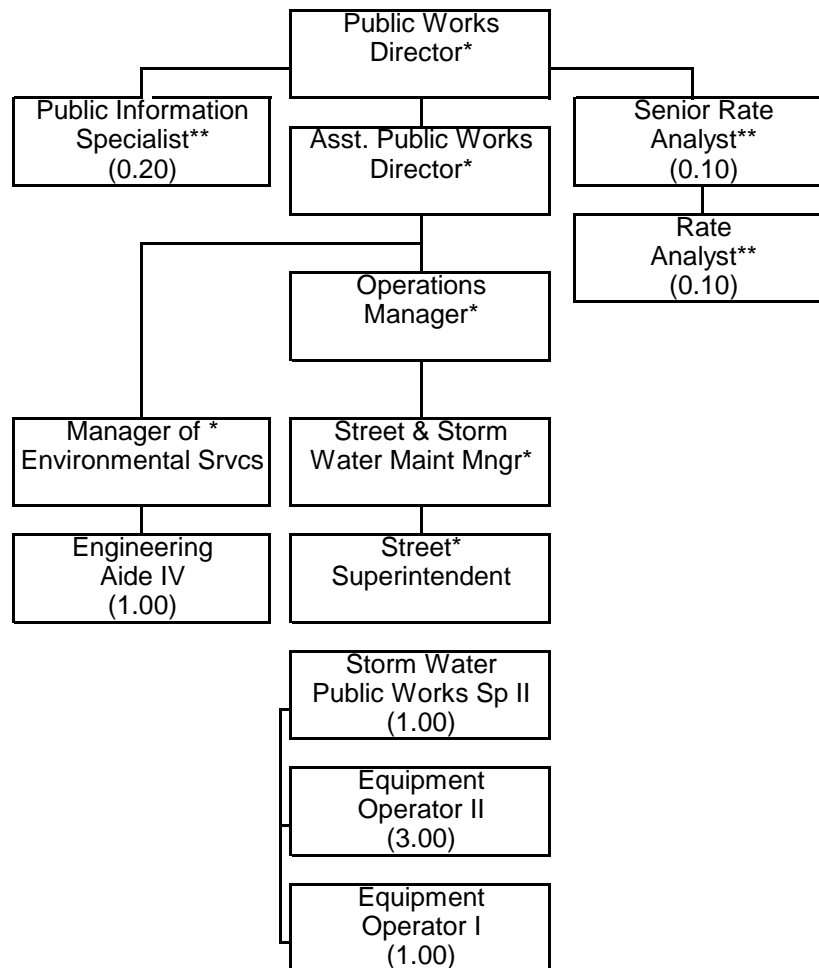 Public Works
Director*
Public Information
Specialist**
(0.20)
Asst. Public Works
Director*
Senior Rate
Analyst**
(0.10)
Rate
Analyst**
(0.10)
Operations
Manager*
Manager of *
Environmental Srvcs
Street & Storm
Water Maint Mngr*
Engineering
Aide IV
(1.00)
Street*
Superintendent
Storm Water
Public Works Sp II
(1.00)
Equipment
Operator II
(3.00)
Equipment
Operator I
(1.00)